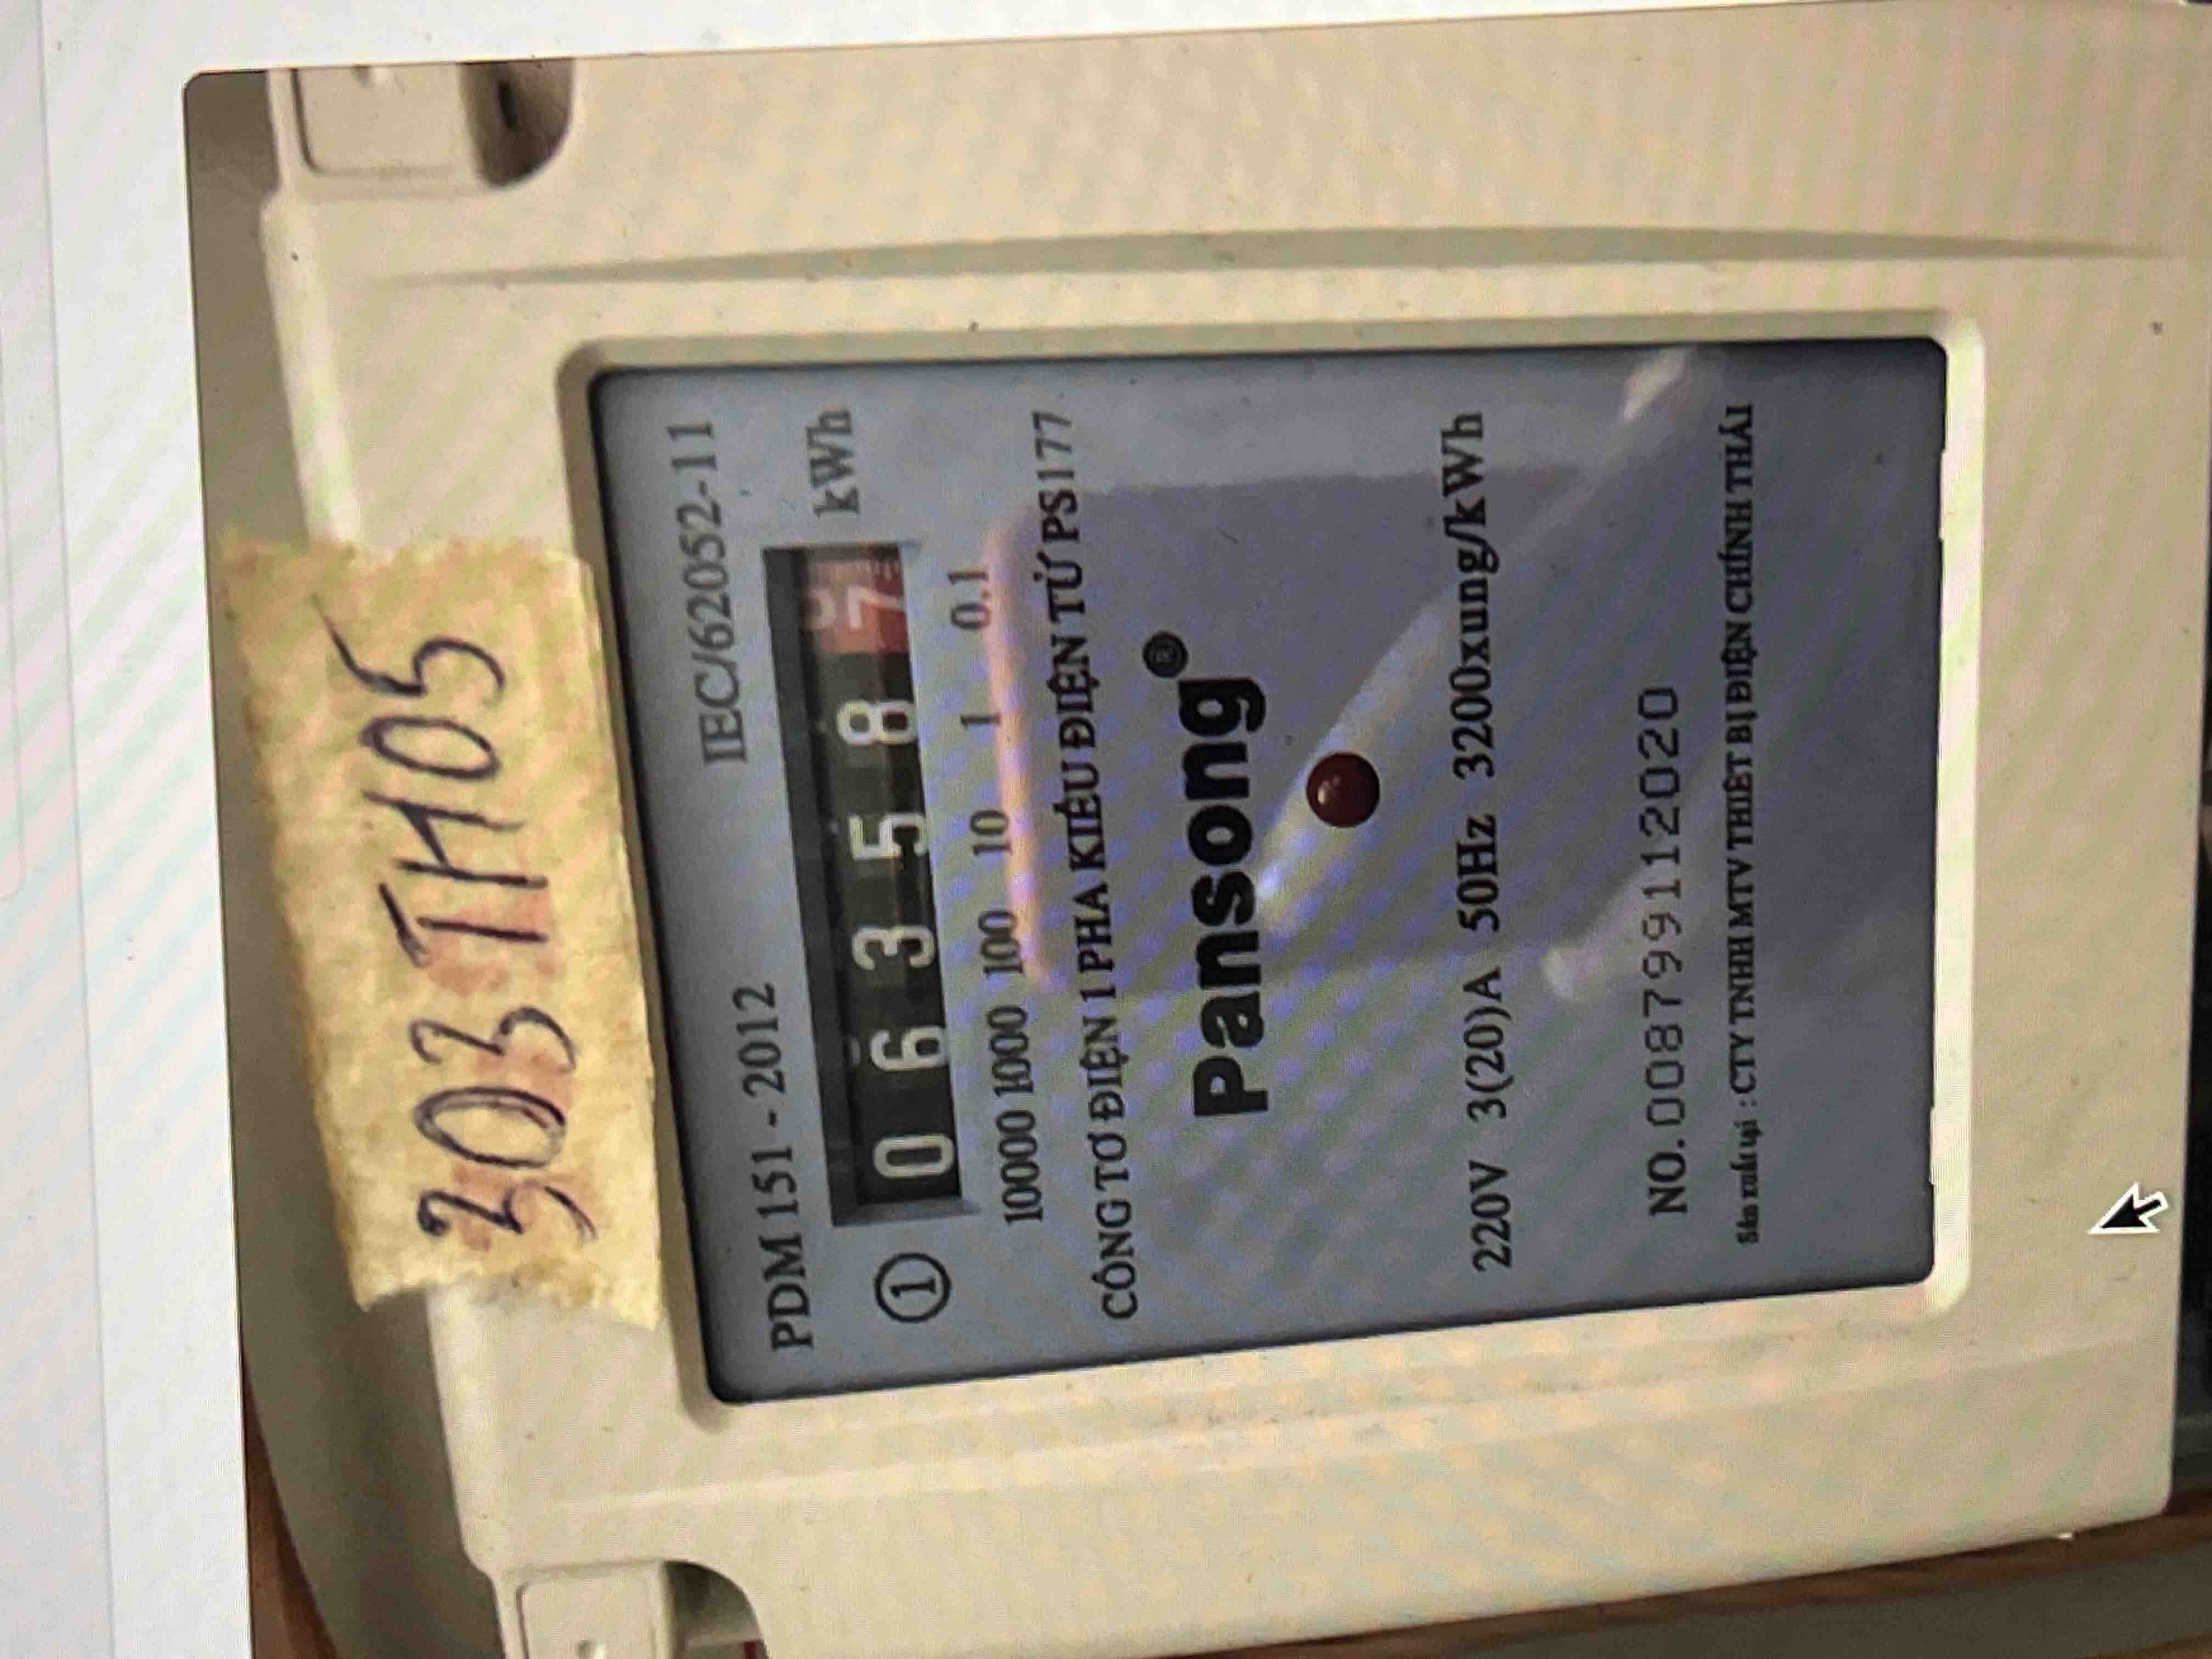 303 TH05
PDM 151 - 2012 IEC/62052-11
① 0 6 3 5 8 7 kWh
10000 1000 100 10 1 0.1
CÔNG TƠ ĐIỆN 1 PHA KIỂU ĐIỆN TỬ PS177
Pansong®
220V 3(20)A 50Hz 3200xung/kWh
NO.008799112020
Sản xuất tại : CTY TNHH MTV THIẾT BỊ ĐIỆN CHÍNH THÁI